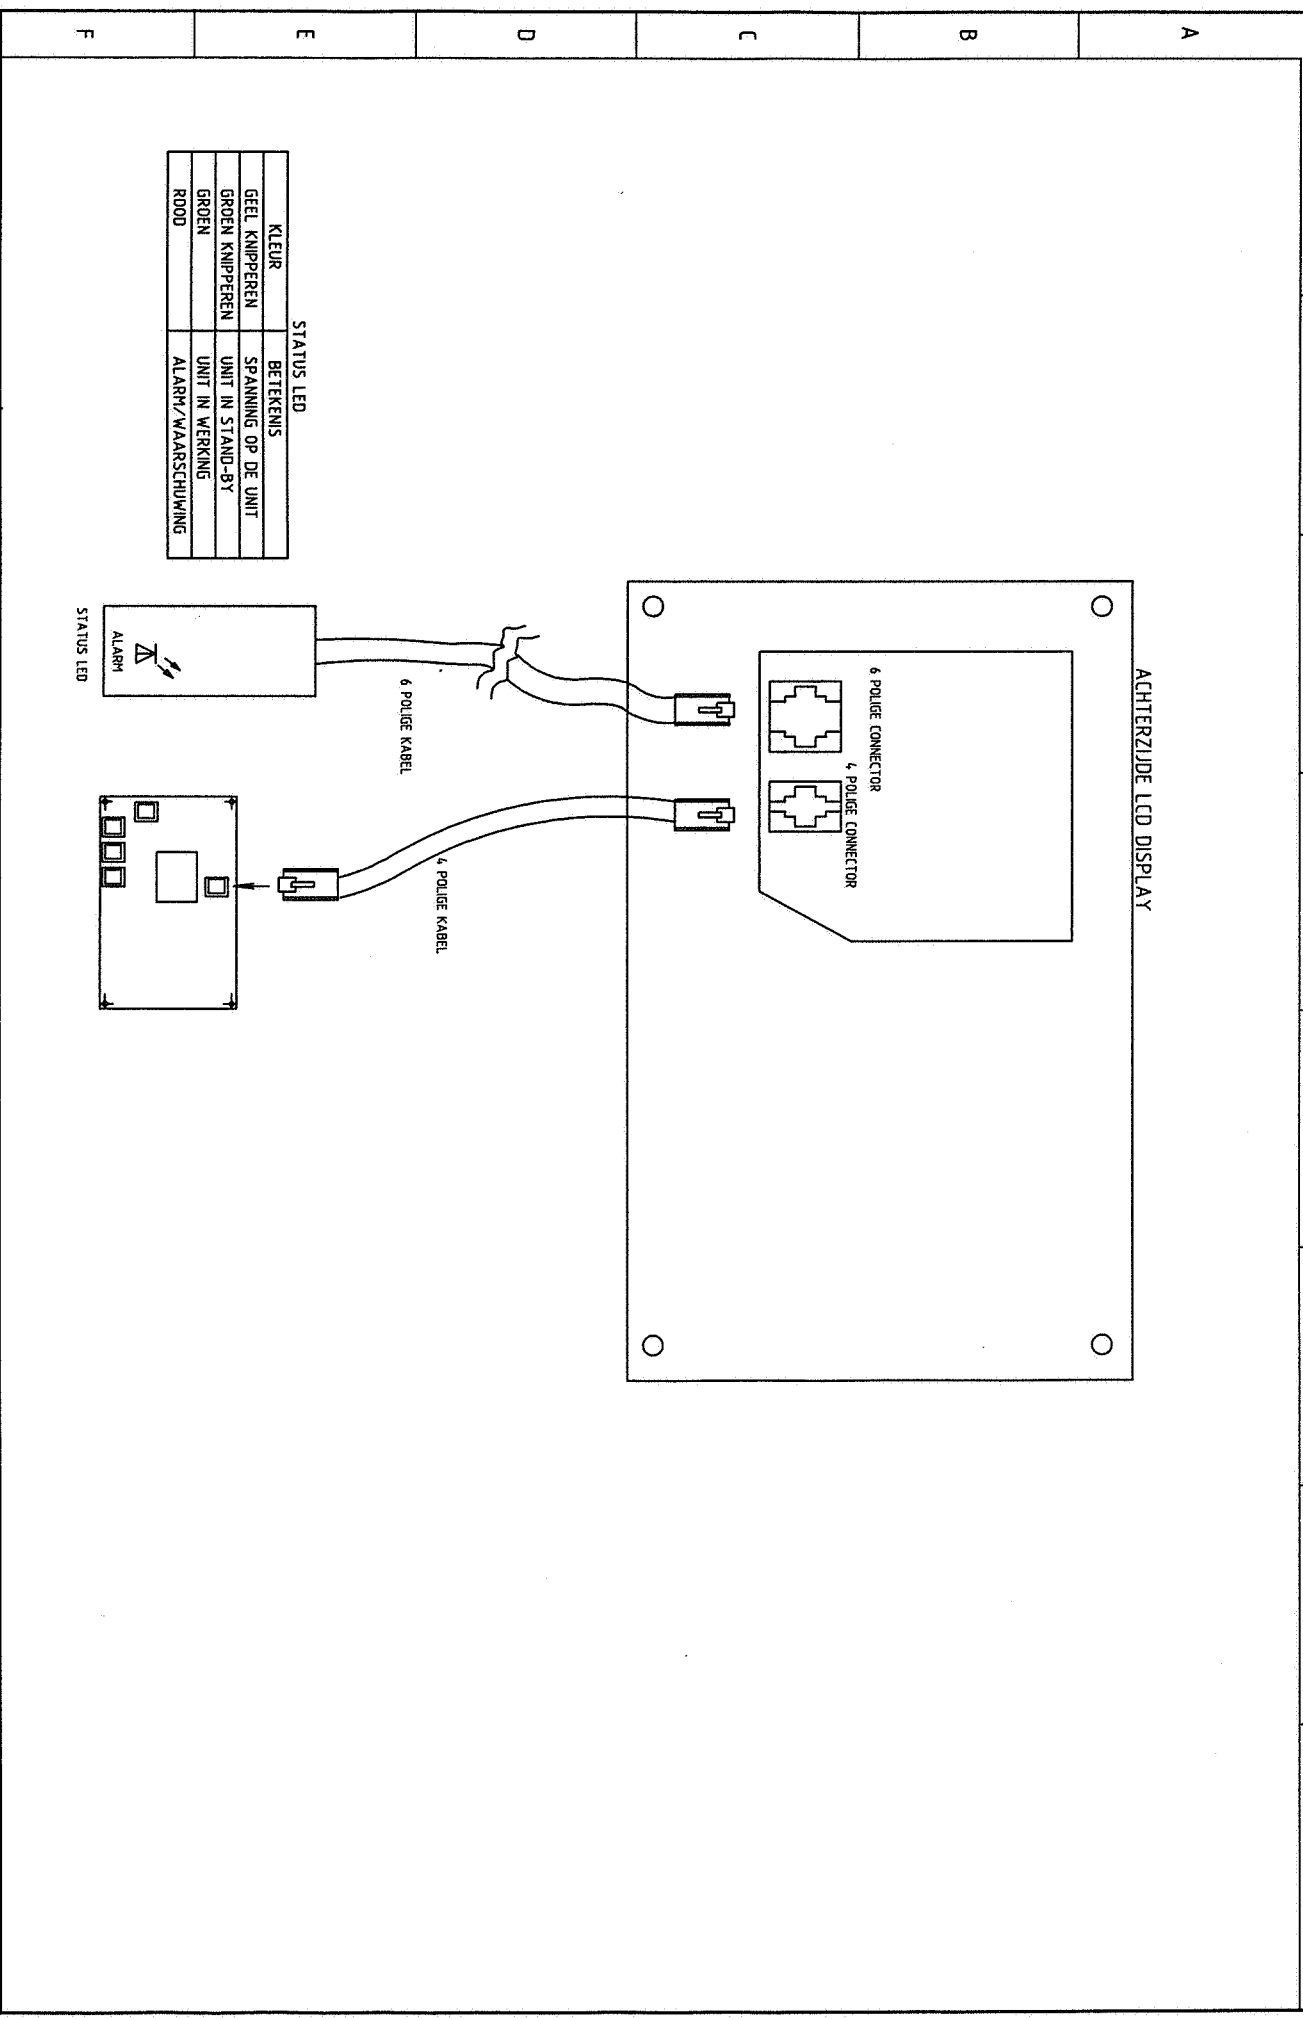 A
B
C
D
E
F
ACHTERZIJDE LCD DISPLAY
6 POLIGE CONNECTOR
4 POLIGE CONNECTOR
6 POLIGE KABEL
4 POLIGE KABEL
STATUS LED
KLEUR BETEKENIS
GEEL KNIPPEREN SPANNING OP DE UNIT
GROEN KNIPPEREN UNIT IN STAND-BY
GROEN UNIT IN WERKING
ROOD ALARM/WAARSCHUWING
ALARM
STATUS LED